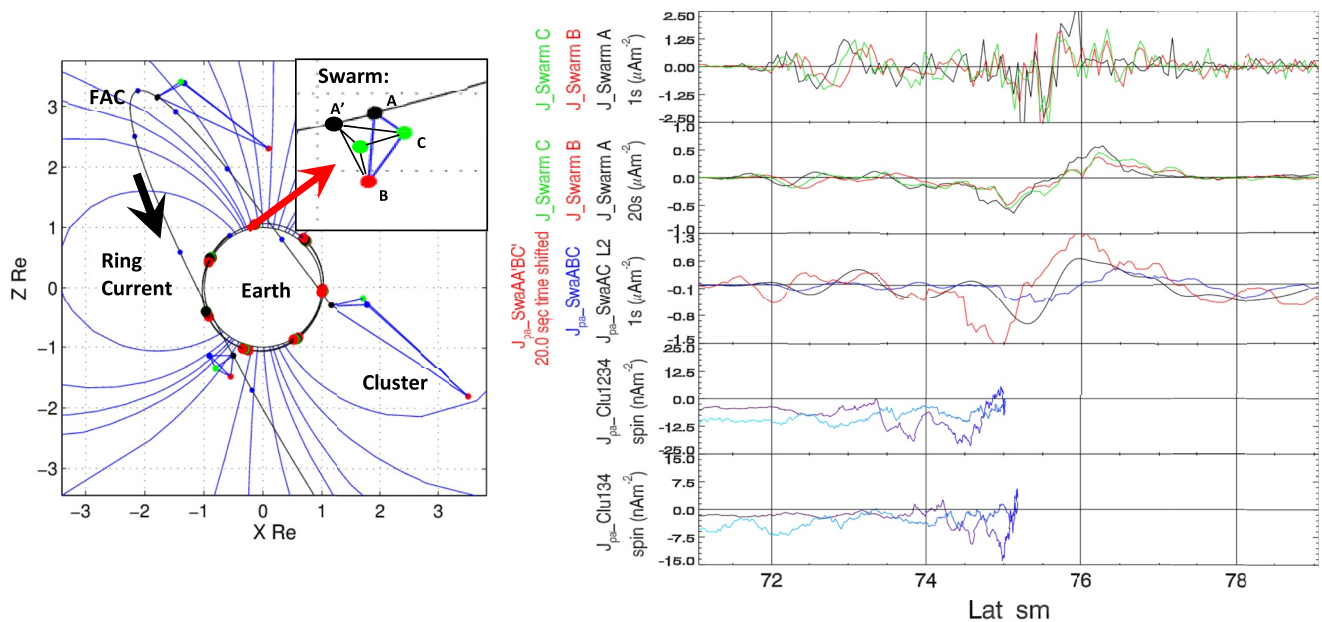 FAC
Ring
Current
Earth
Cluster
Swarm:
A'
A
C
B
Z Re
3
2
1
0
−1
−2
−3
−3
−2
−1
0
1
2
3
X Re
J_Swarm C
J_Swarm B
J_Swarm A
1s (μAm⁻²)
2.50
1.25
0.00
-1.25
-2.50
J_Swarm C
J_Swarm B
J_Swarm A
20s (μAm⁻²)
1.0
0.5
0.0
-0.5
-1.0
J_pa_SwaAA'BC'
20.0 sec time shifted
J_pa_SwaABC
J_pa_SwaAC L2
1s (μAm⁻²)
1.3
0.6
-0.1
-0.8
-1.5
J_pa_Clu1234
spin (nAm⁻²)
25.0
12.5
0.0
-12.5
-25.0
J_pa_Clu134
spin (nAm⁻²)
15.0
7.5
0.0
-7.5
-15.0
72
74
76
78
Lat sm